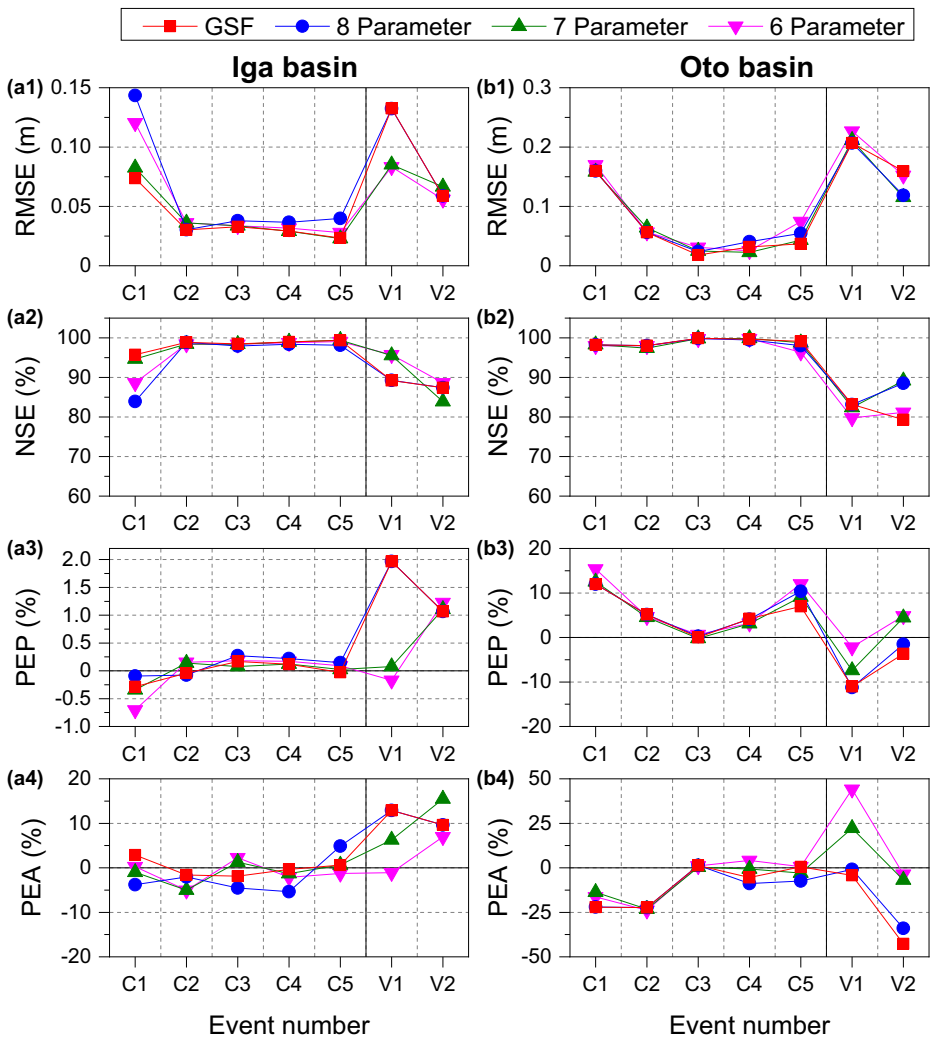 GSF 8 Parameter 7 Parameter 6 Parameter
Iga basin Oto basin
(a1)
RMSE (m)
0.15
0.10
0.05
0
C1 C2 C3 C4 C5 V1 V2
(b1)
RMSE (m)
0.3
0.2
0.1
0
C1 C2 C3 C4 C5 V1 V2
(a2)
NSE (%)
100
90
80
70
60
C1 C2 C3 C4 C5 V1 V2
(b2)
NSE (%)
100
90
80
70
60
C1 C2 C3 C4 C5 V1 V2
(a3)
PEP (%)
2.0
1.5
1.0
0.5
0
-0.5
-1.0
C1 C2 C3 C4 C5 V1 V2
(b3)
PEP (%)
20
10
0
-10
-20
C1 C2 C3 C4 C5 V1 V2
(a4)
PEA (%)
20
10
0
-10
-20
C1 C2 C3 C4 C5 V1 V2
Event number
(b4)
PEA (%)
50
25
0
-25
-50
C1 C2 C3 C4 C5 V1 V2
Event number